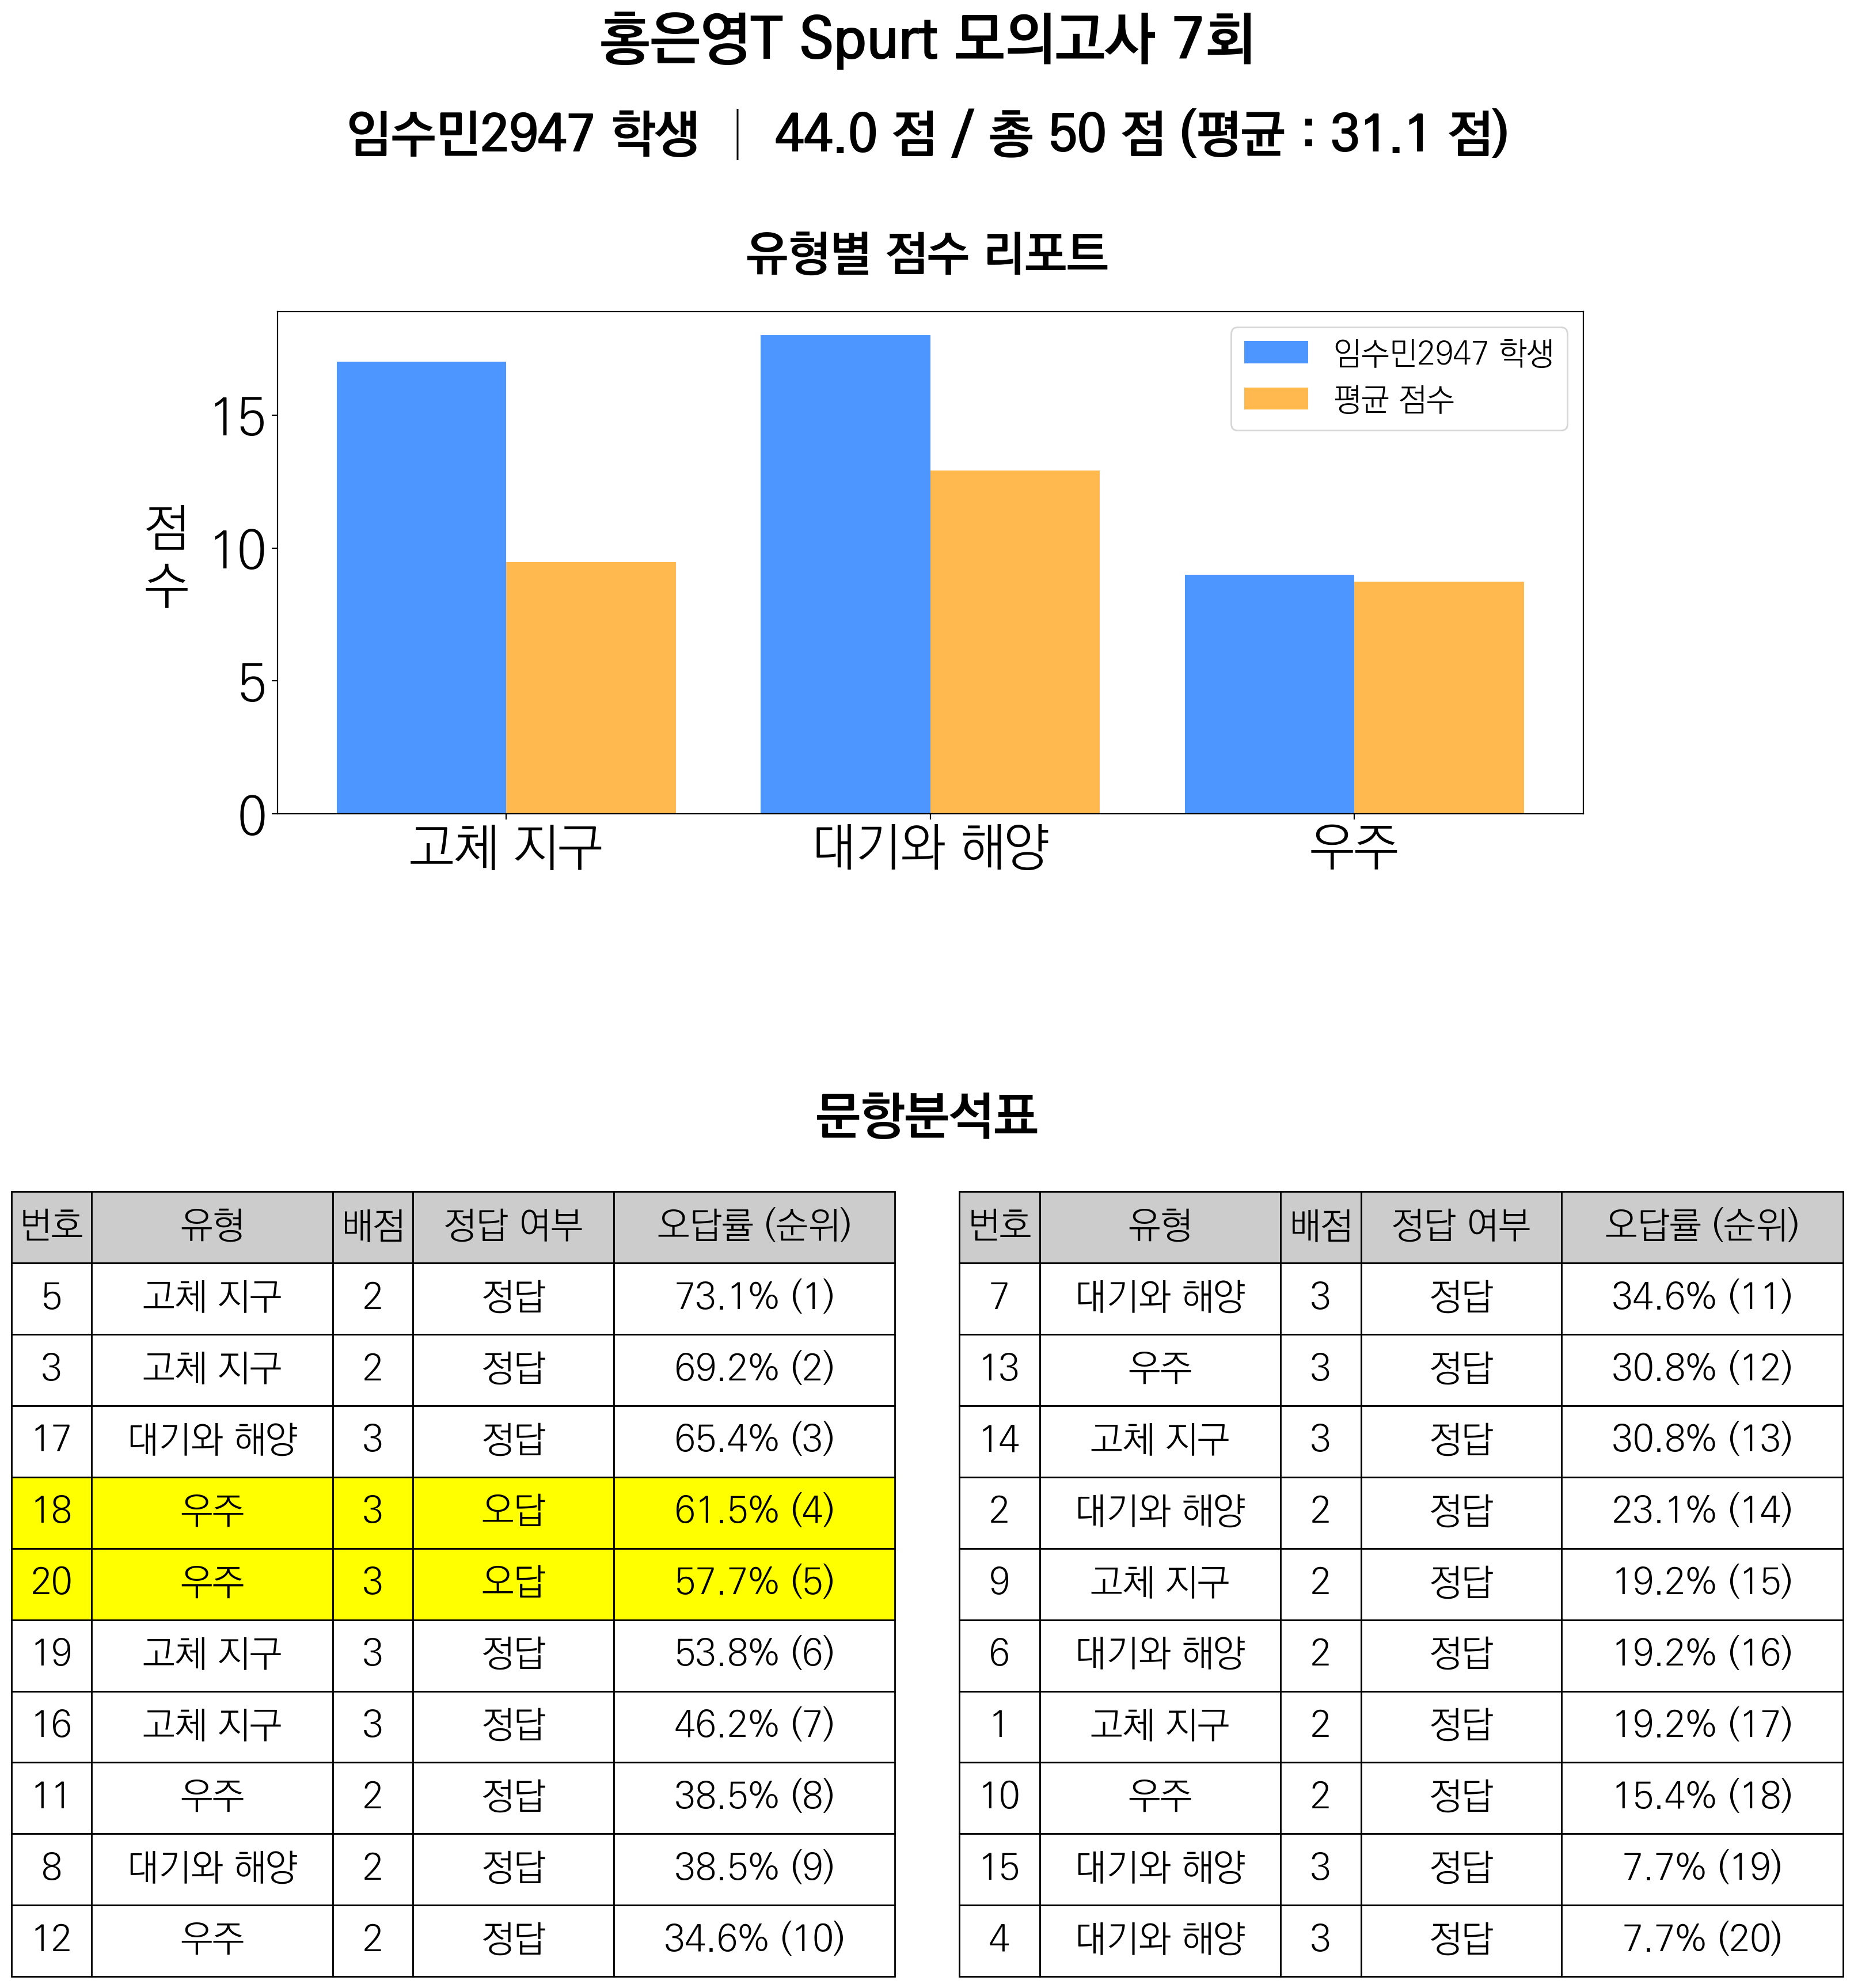 홍은영T Spurt 모의고사 7회
임수민2947 학생 | 44.0 점 / 총 50 점 (평균 : 31.1 점)
유형별 점수 리포트
임수민2947 학생
평균 점수
점
수
15
10
5
0
고체 지구 대기와 해양 우주
문항분석표
번호 유형 배점 정답 여부 오답률 (순위)
5 고체 지구 2 정답 73.1% (1)
3 고체 지구 2 정답 69.2% (2)
17 대기와 해양 3 정답 65.4% (3)
18 우주 3 오답 61.5% (4)
20 우주 3 오답 57.7% (5)
19 고체 지구 3 정답 53.8% (6)
16 고체 지구 3 정답 46.2% (7)
11 우주 2 정답 38.5% (8)
8 대기와 해양 2 정답 38.5% (9)
12 우주 2 정답 34.6% (10)
번호 유형 배점 정답 여부 오답률 (순위)
7 대기와 해양 3 정답 34.6% (11)
13 우주 3 정답 30.8% (12)
14 고체 지구 3 정답 30.8% (13)
2 대기와 해양 2 정답 23.1% (14)
9 고체 지구 2 정답 19.2% (15)
6 대기와 해양 2 정답 19.2% (16)
1 고체 지구 2 정답 19.2% (17)
10 우주 2 정답 15.4% (18)
15 대기와 해양 3 정답 7.7% (19)
4 대기와 해양 3 정답 7.7% (20)